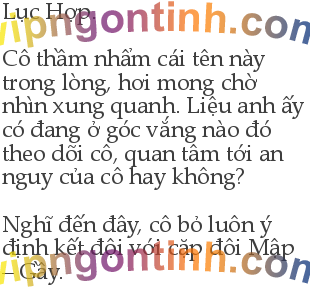 Lục Hợp.
vipngontinh.com
Cô thầm nhẩm cái tên này
trong lòng, hơi mong chờ
nhìn xung quanh. Liệu anh ấy
có đang ở góc vắng nào đó
theo dõi cô, quan tâm tới an
nguy của cô hay không?
Nghĩ đến đây, cô bỏ luôn ý
định kết đội với cặp đôi Mập
– Gầy.
vipngontinh.com